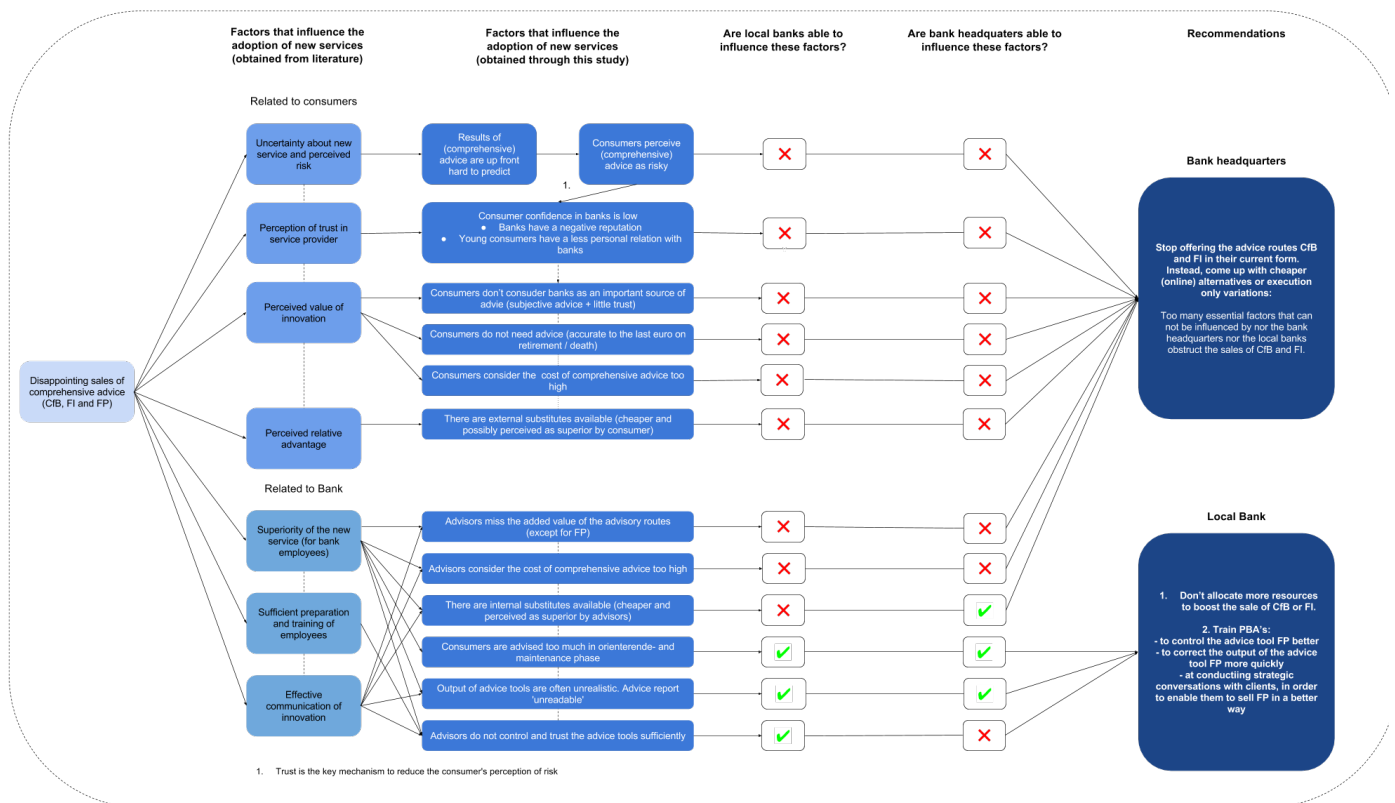 Factors that influence the
adoption of new services
(obtained from literature)
Factors that influence the
adoption of new services
(obtained through this study)
Are local banks able to
influence these factors?
Are bank headquaters able to
influence these factors?
Recommendations
Related to consumers
Uncertainty about new
service and perceived
risk
Results of
(comprehensive)
advice are up front
hard to predict
Consumers perceive
(comprehensive)
advice as risky
1.
Perception of trust in
service provider
Consumer confidence in banks is low
● Banks have a negative reputation
● Young consumers have a less personal relation with
banks
Perceived value of
innovation
Consumers don't consuder banks as an important source of
advie (subjective advice + little trust)
Consumers do not need advice (accurate to the last euro on
retirement / death)
Consumers consider the cost of comprehensive advice too
high
Disappointing sales of
comprehensive advice
(CfB, FI and FP)
Perceived relative
advantage
There are external substitutes available (cheaper and
possibly perceived as superior by consumer)
Bank headquarters
Stop offering the advice routes CfB
and FI in their current form.
Instead, come up with cheaper
(online) alternatives or execution
only variations:
Too many essential factors that can
not be influenced by nor the bank
headquarters nor the local banks
obstruct the sales of CfB and FI.
Related to Bank
Superiority of the new
service (for bank
employees)
Advisors miss the added value of the advisory routes
(except for FP)
Advisors consider the cost of comprehensive advice too high
Sufficient preparation
and training of
employees
There are internal substitutes available (cheaper and
perceived as superior by advisors)
Consumers are advised too much in orienterende- and
maintenance phase
Effective
communication of
innovation
Output of advice tools are often unrealistic. Advice report
'unreadable'
Advisors do not control and trust the advice tools sufficiently
Local Bank
1. Don't allocate more resources
to boost the sale of CfB or FI.
2. Train PBA's:
- to control the advice tool FP better
- to correct the output of the advice
tool FP more quickly
- at conductiing strategic
conversations with clients, in order
to enable them to sell FP in a better
way
1. Trust is the key mechanism to reduce the consumer's perception of risk